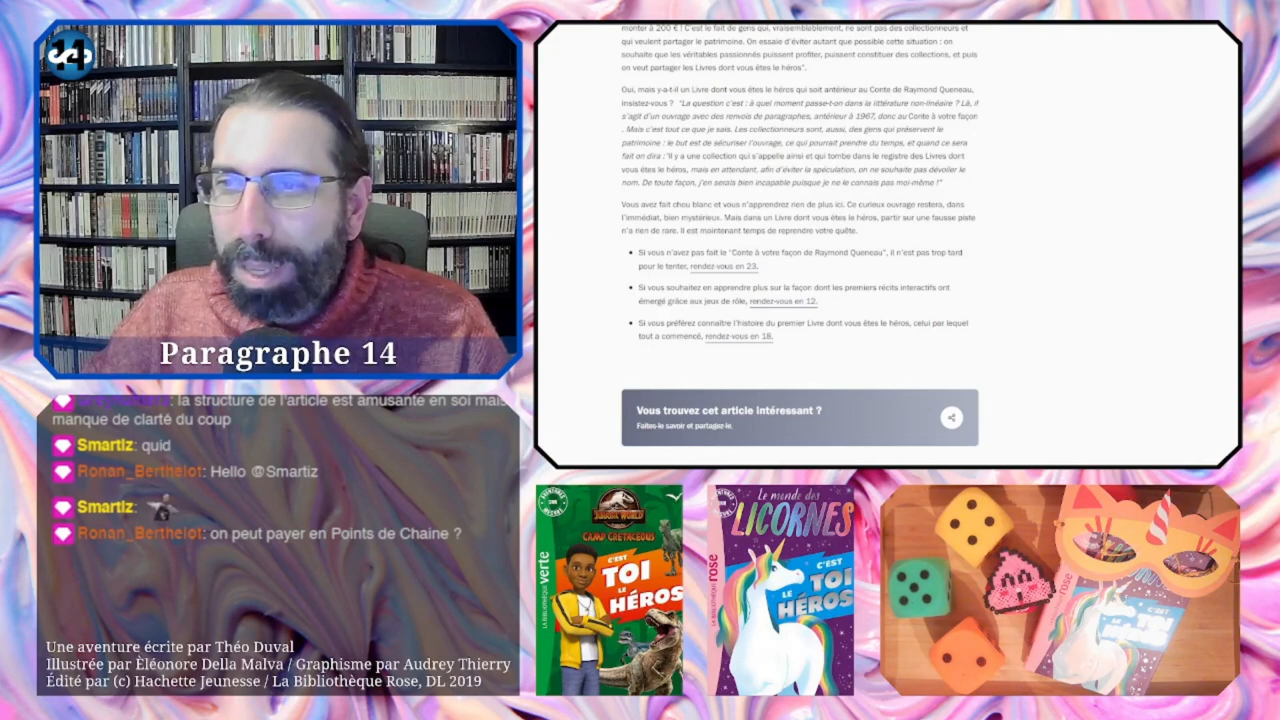 14
Paragraphe 14
: la structure de l'article est amusante en soi mais
manque de clarté du coup
Smartiz: quid
Ronan_Berthelot: Hello @Smartiz
Smartiz:
Ronan_Berthelot: on peut payer en Points de Chaine ?
Une aventure écrite par Théo Duval
Illustrée par Èléonore Della Malva / Graphisme par Audrey Thierry
Édité par (c) Hachette Jeunesse / La Bibliothèque Rose, DL 2019
monter à 200 € ! C'est le fait de gens qui, vraisemblablement, ne sont pas des collectionneurs et
qui veulent partager le patrimoine. On essaie d'éviter autant que possible cette situation : on
souhaite que les véritables passionnés puissent profiter, puissent constituer des collections, et puis
on veut partager les Livres dont vous êtes le héros".
Oui, mais y-a-t-il un Livre dont vous êtes le héros qui soit antérieur au Conte de Raymond Queneau,
insistez-vous ? "La question c'est : à quel moment passe-t-on dans la littérature non-linéaire ? Là, il
s'agit d'un ouvrage avec des renvois de paragraphes, antérieur à 1967, donc au Conte à votre façon
. Mais c'est tout ce que je sais. Les collectionneurs sont, aussi, des gens qui préservent le
patrimoine : le but est de sécuriser l'ouvrage, ce qui pourrait prendre du temps, et quand ce sera
fait on dira : "Il y a une collection qui s'appelle ainsi et qui tombe dans le registre des Livres dont
vous êtes le héros, mais en attendant, afin d'éviter la spéculation, on ne souhaite pas dévoiler le
nom. De toute façon, j'en serais bien incapable puisque je ne le connais pas moi-même !"
Vous avez fait chou blanc et vous n'apprendrez rien de plus ici. Ce curieux ouvrage restera, dans
l'immédiat, bien mystérieux. Mais dans un Livre dont vous êtes le héros, partir sur une fausse piste
n'a rien de rare. Il est maintenant temps de reprendre votre quête.
• Si vous n'avez pas fait le "Conte à votre façon de Raymond Queneau", il n'est pas trop tard
pour le tenter, rendez-vous en 23.
• Si vous souhaitez en apprendre plus sur la façon dont les premiers récits interactifs ont
émergé grâce aux jeux de rôle, rendez-vous en 12.
• Si vous préférez connaître l'histoire du premier Livre dont vous êtes le héros, celui par lequel
tout a commencé, rendez-vous en 18.
Vous trouvez cet article intéressant ?
Faites-le savoir et partagez-le.
JURASSIC WORLD
CAMP CRETACEOUS
C'EST
TOI
LE
HÉROS
LA BIBLIOTHÈQUE verte
Le monde des
LICORNES
C'EST
TOI
LE
HÉROS
LA BIBLIOTHÈQUE rose
rose